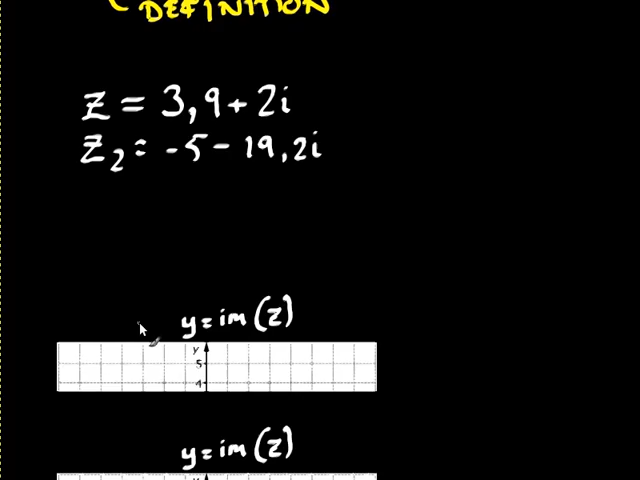 DEFINITION
z = 3,9+2i
z2 = -5-19,2i
y=im(z)
y
5
4
y=im(z)